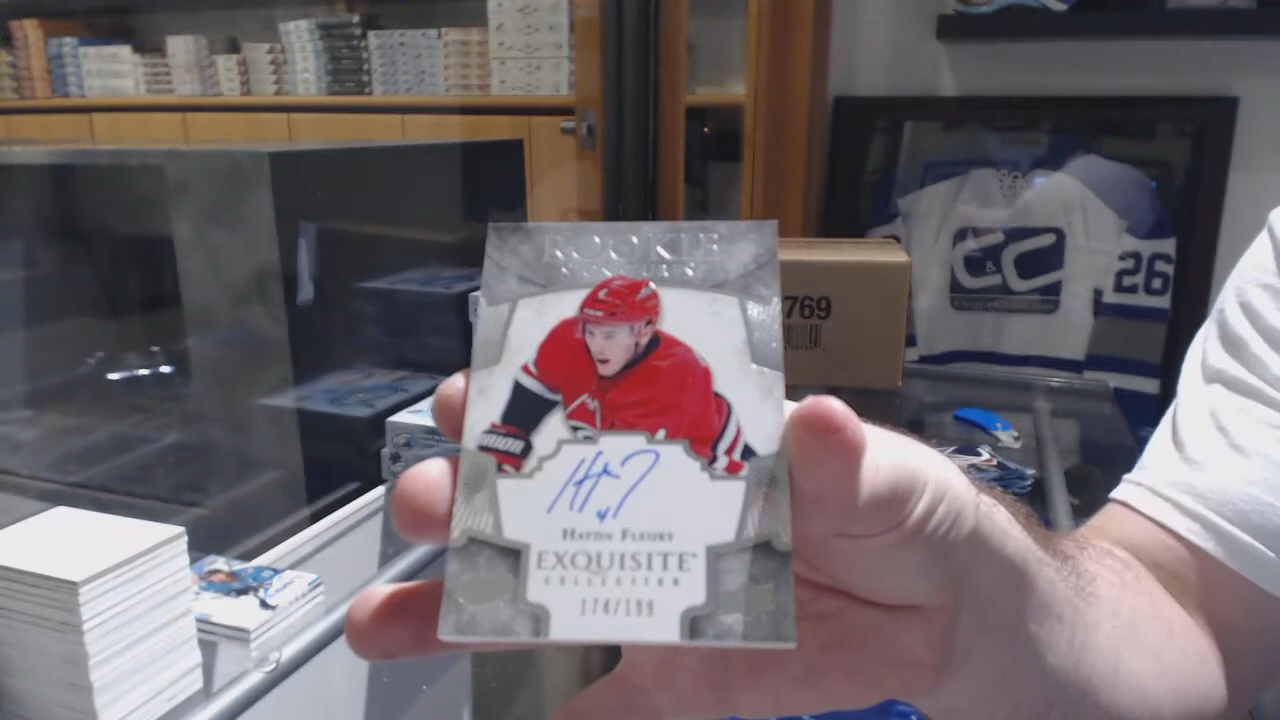 ROOKIE
SIGNATURES
C&C
26
769
Haydn Fleury
EXQUISITE
COLLECTION
174/199